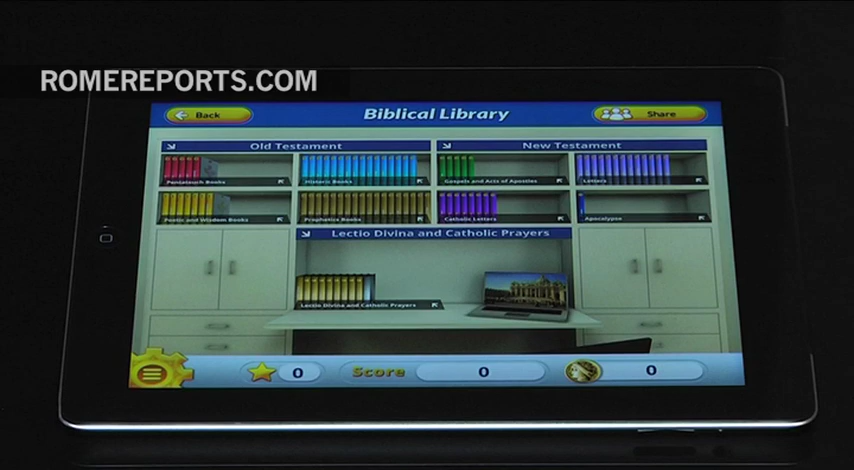 ROMEREPORTS.COM
Back
Biblical Library
Share
Old Testament
New Testament
Pentateuch Books
Historic Books
Gospels and Acts of Apostles
Letters
Poetic and Wisdom Books
Prophetics Books
Catholic Letters
Apocalypse
Lectio Divina and Catholic Prayers
Lectio Divina and Catholic Prayers
0
Score
0
0